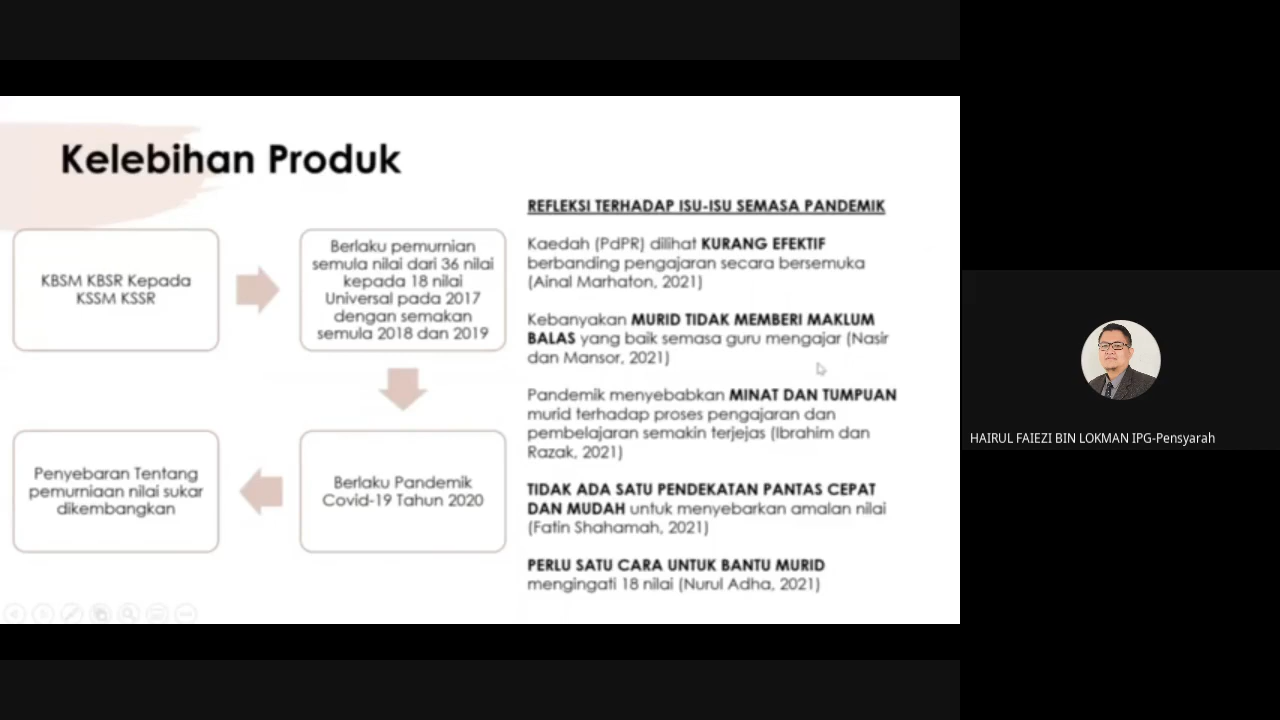 Kelebihan Produk
KBSM KBSR Kepada
KSSM KSSR
Berlaku pemurnian
semula nilai dari 36 nilai
kepada 18 nilai
Universal pada 2017
dengan semakan
semula 2018 dan 2019
Berlaku Pandemik
Covid-19 Tahun 2020
Penyebaran Tentang
pemurniaan nilai sukar
dikembangkan
REFLEKSI TERHADAP ISU-ISU SEMASA PANDEMIK
Kaedah (PdPR) dilihat KURANG EFEKTIF
berbanding pengajaran secara bersemuka
(Ainal Marhaton, 2021)
Kebanyakan MURID TIDAK MEMBERI MAKLUM
BALAS yang baik semasa guru mengajar (Nasir
dan Mansor, 2021)
Pandemik menyebabkan MINAT DAN TUMPUAN
murid terhadap proses pengajaran dan
pembelajaran semakin terjejas (Ibrahim dan
Razak, 2021)
TIDAK ADA SATU PENDEKATAN PANTAS CEPAT
DAN MUDAH untuk menyebarkan amalan nilai
(Fatin Shahamah, 2021)
PERLU SATU CARA UNTUK BANTU MURID
mengingati 18 nilai (Nurul Adha, 2021)
HAIRUL FAIEZI BIN LOKMAN IPG-Pensyarah